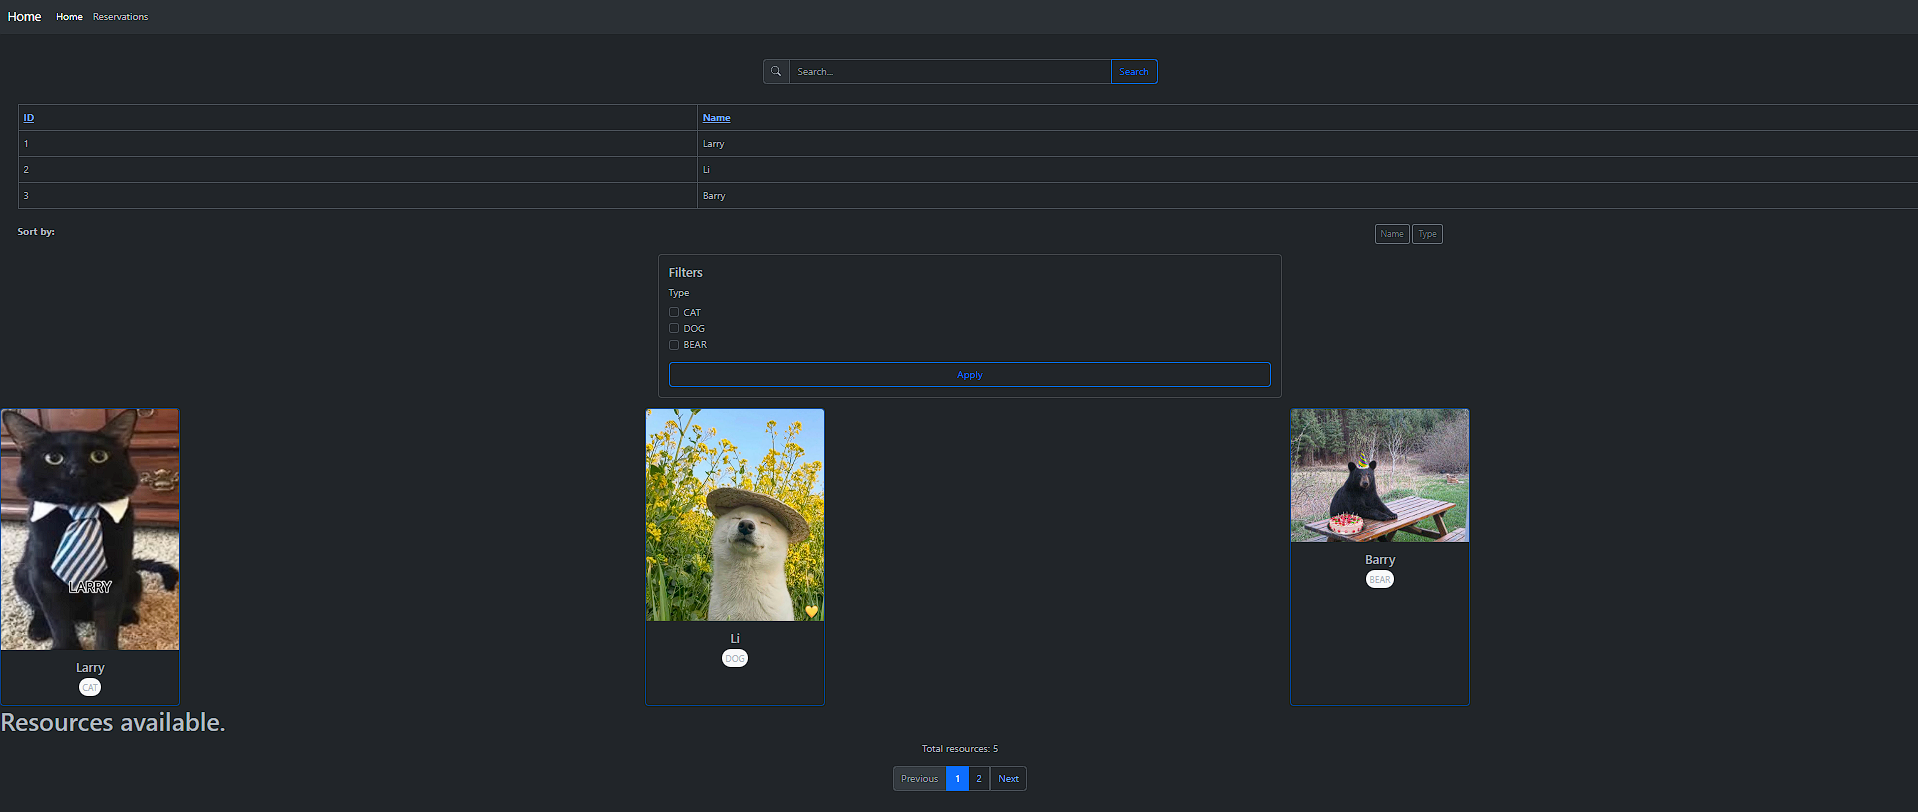 Home Home Reservations
Search... Search
ID Name
1 Larry
2 Li
3 Barry
Sort by: Name Type
Filters
Type
CAT
DOG
BEAR
Apply
LARRY
Larry
CAT
Li
DOG
Barry
BEAR
Resources available.
Total resources: 5
Previous 1 2 Next